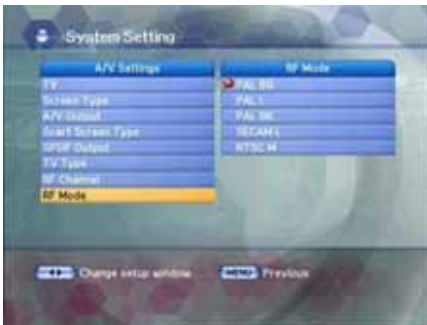 System Setting
A/V Settings
TV
Screen Type
A/V Output
Scart Screen Type
SPDIF Output
TV Type
RF Channel
RF Mode
RF Mode
PAL BG
PAL I
PAL DK
SECAM L
NTSC M
Change setup window
MENU Previous